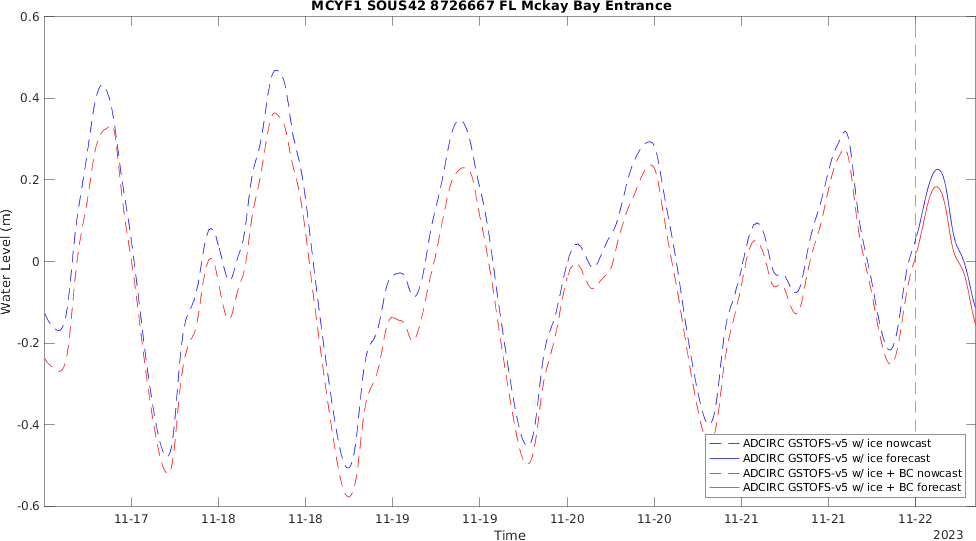 MCYF1 SOUS42 8726667 FL Mckay Bay Entrance
0.6
0.4
0.2
0
-0.2
-0.4
-0.6
Water Level (m)
ADCIRC GSTOFS-v5 w/ ice nowcast
ADCIRC GSTOFS-v5 w/ ice forecast
ADCIRC GSTOFS-v5 w/ ice + BC nowcast
ADCIRC GSTOFS-v5 w/ ice + BC forecast
11-17 11-18 11-18 11-19 11-19 11-20 11-20 11-21 11-21 11-22
Time
2023